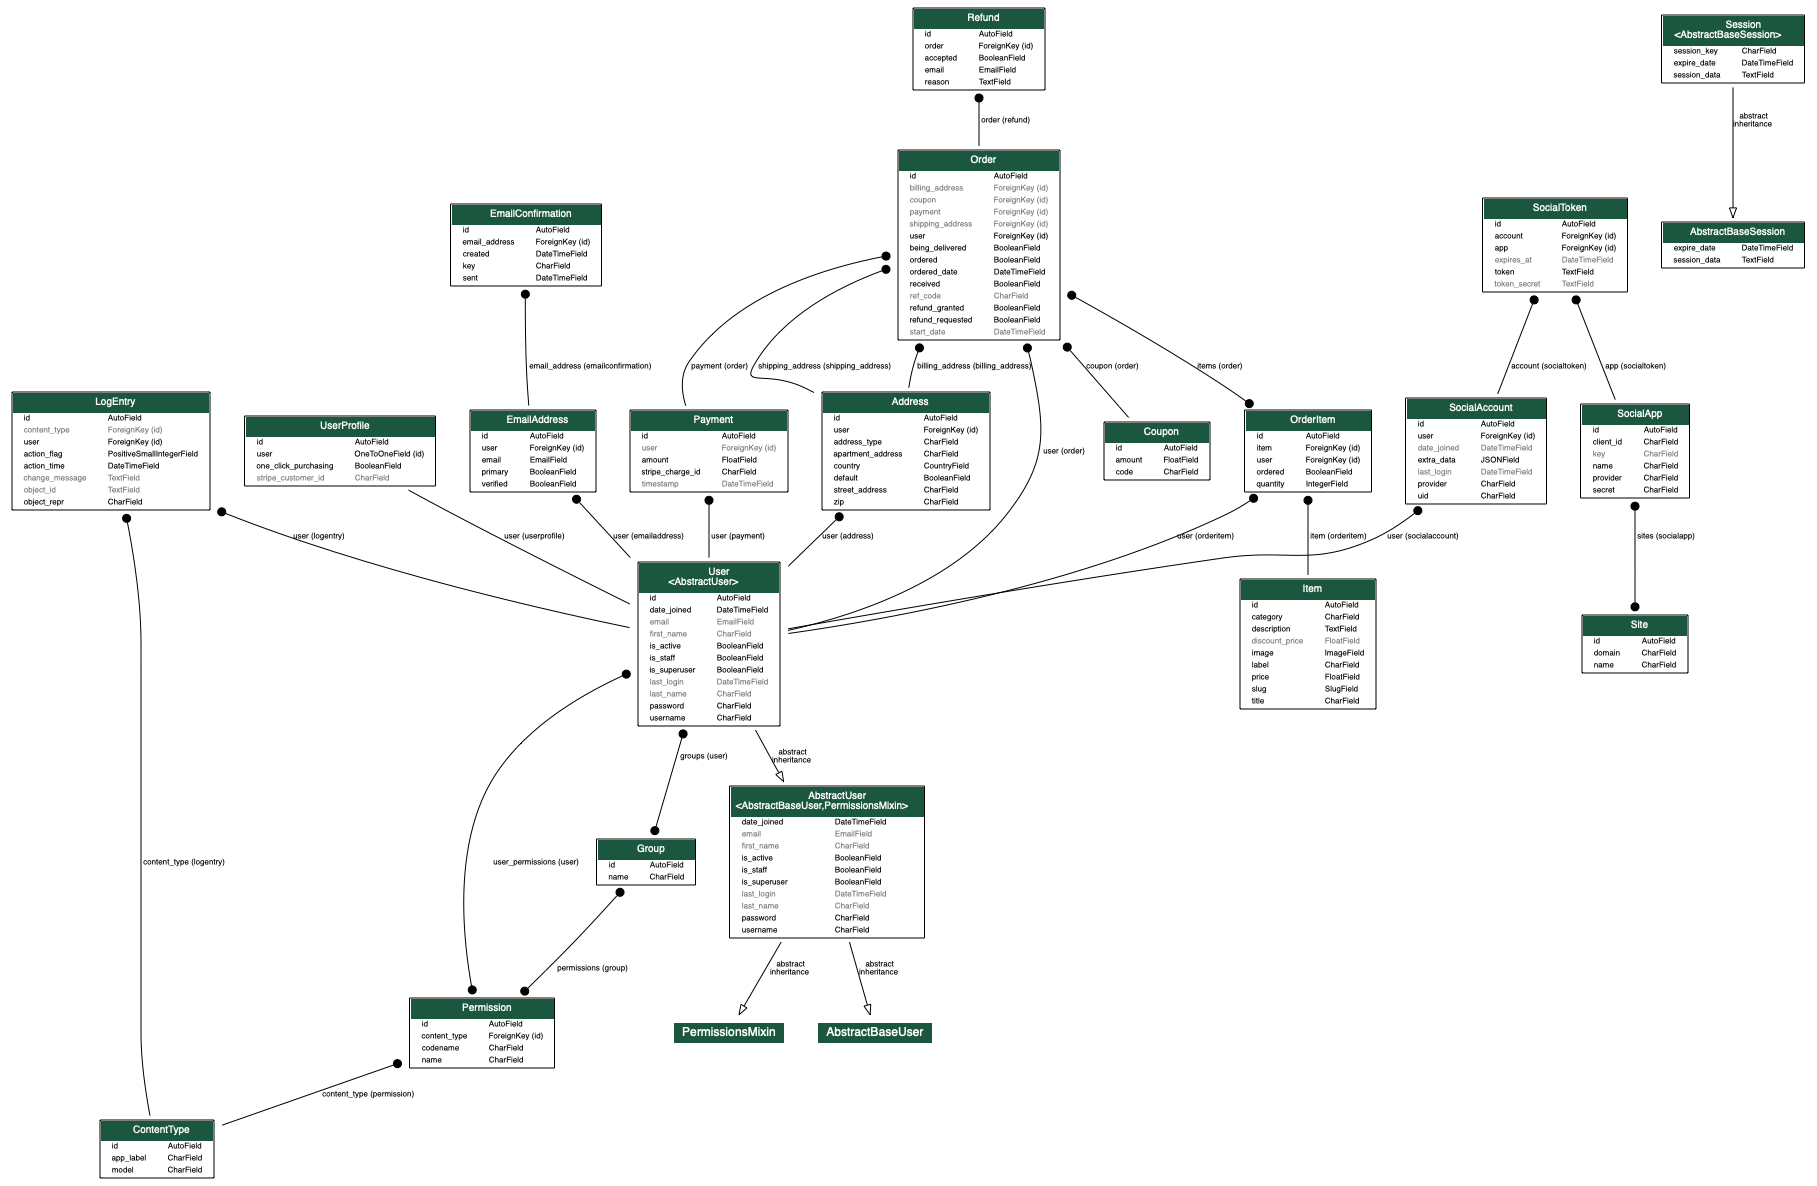 Refund
id AutoField
order ForeignKey (id)
accepted BooleanField
email EmailField
reason TextField
order (refund)
Session
<AbstractBaseSession>
session_key CharField
expire_date DateTimeField
session_data TextField
abstract
inheritance
AbstractBaseSession
expire_date DateTimeField
session_data TextField
Order
id AutoField
billing_address ForeignKey (id)
coupon ForeignKey (id)
payment ForeignKey (id)
shipping_address ForeignKey (id)
user ForeignKey (id)
being_delivered BooleanField
ordered BooleanField
ordered_date DateTimeField
received BooleanField
ref_code CharField
refund_granted BooleanField
refund_requested BooleanField
start_date DateTimeField
EmailConfirmation
id AutoField
email_address ForeignKey (id)
created DateTimeField
key CharField
sent DateTimeField
SocialToken
id AutoField
account ForeignKey (id)
app ForeignKey (id)
expires_at DateTimeField
token TextField
token_secret TextField
email_address (emailconfirmation)
payment (order)
shipping_address (shipping_address)
billing_address (billing_address)
coupon (order)
items (order)
account (socialtoken)
app (socialtoken)
LogEntry
id AutoField
content_type ForeignKey (id)
user ForeignKey (id)
action_flag PositiveSmallIntegerField
action_time DateTimeField
change_message TextField
object_id TextField
object_repr CharField
UserProfile
id AutoField
user OneToOneField (id)
one_click_purchasing BooleanField
stripe_customer_id CharField
EmailAddress
id AutoField
user ForeignKey (id)
email EmailField
primary BooleanField
verified BooleanField
Payment
id AutoField
user ForeignKey (id)
amount FloatField
stripe_charge_id CharField
timestamp DateTimeField
Address
id AutoField
user ForeignKey (id)
address_type CharField
apartment_address CharField
country CountryField
default BooleanField
street_address CharField
zip CharField
user (order)
Coupon
id AutoField
amount FloatField
code CharField
OrderItem
id AutoField
item ForeignKey (id)
user ForeignKey (id)
ordered BooleanField
quantity IntegerField
SocialAccount
id AutoField
user ForeignKey (id)
date_joined DateTimeField
extra_data JSONField
last_login DateTimeField
provider CharField
uid CharField
SocialApp
id AutoField
client_id CharField
key CharField
name CharField
provider CharField
secret CharField
user (logentry)
user (userprofile)
user (emailaddress)
user (payment)
user (address)
user (orderitem)
item (orderitem)
user (socialaccount)
sites (socialapp)
User
<AbstractUser>
id AutoField
date_joined DateTimeField
email EmailField
first_name CharField
is_active BooleanField
is_staff BooleanField
is_superuser BooleanField
last_login DateTimeField
last_name CharField
password CharField
username CharField
Item
id AutoField
category CharField
description TextField
discount_price FloatField
image ImageField
label CharField
price FloatField
slug SlugField
title CharField
Site
id AutoField
domain CharField
name CharField
groups (user)
abstract
inheritance
AbstractUser
<AbstractBaseUser,PermissionsMixin>
date_joined DateTimeField
email EmailField
first_name CharField
is_active BooleanField
is_staff BooleanField
is_superuser BooleanField
last_login DateTimeField
last_name CharField
password CharField
username CharField
Group
id AutoField
name CharField
content_type (logentry)
user_permissions (user)
permissions (group)
abstract
inheritance
abstract
inheritance
Permission
id AutoField
content_type ForeignKey (id)
codename CharField
name CharField
PermissionsMixin
AbstractBaseUser
content_type (permission)
ContentType
id AutoField
app_label CharField
model CharField